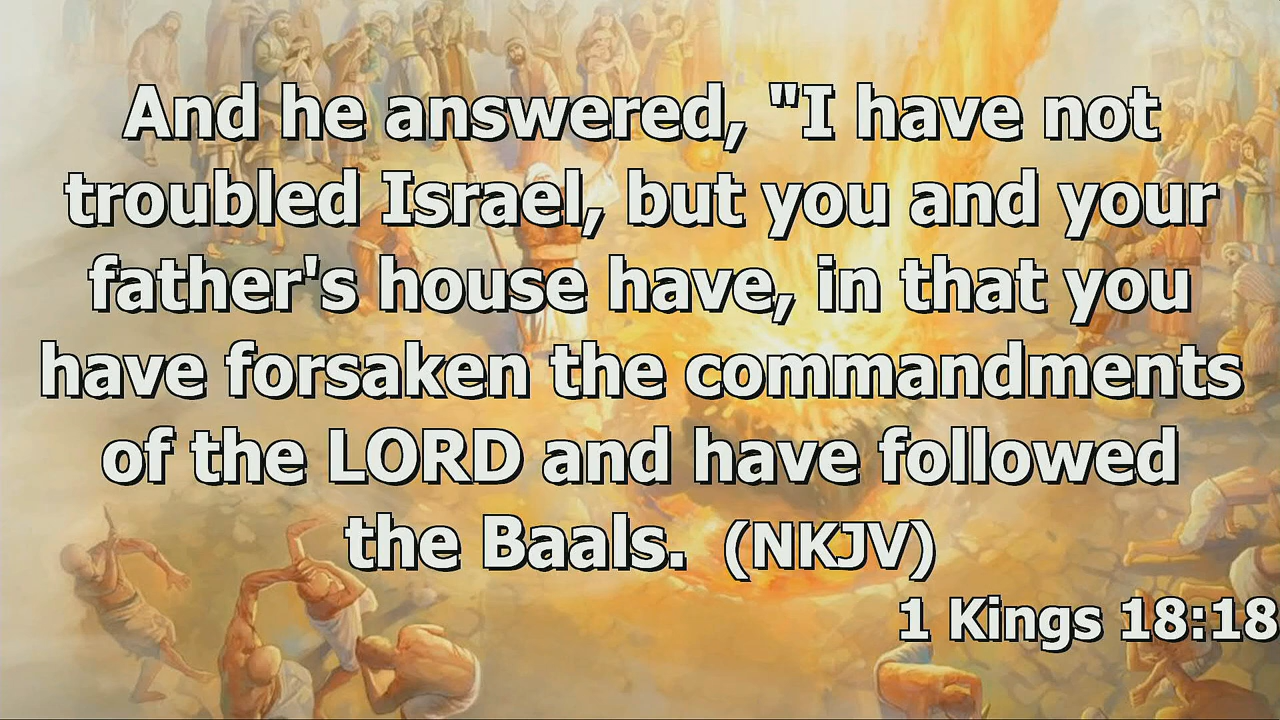 And he answered, "I have not
troubled Israel, but you and your
father's house have, in that you
have forsaken the commandments
of the LORD and have followed
the Baals. (NKJV)
1 Kings 18:18